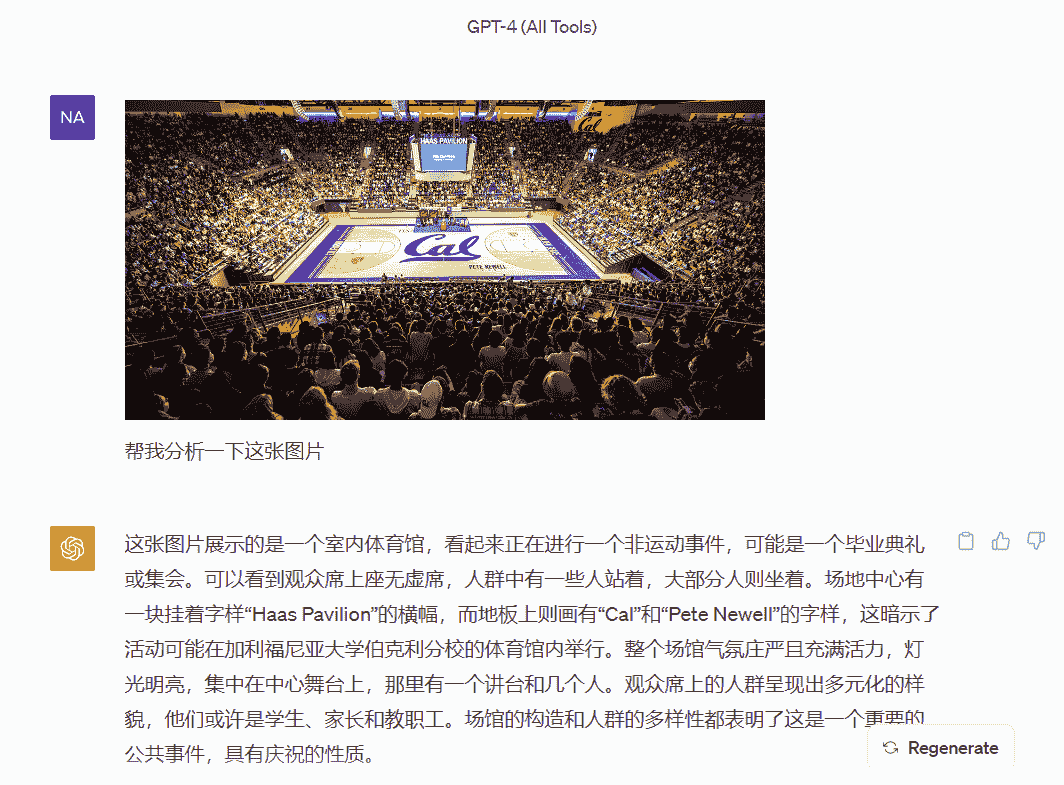 GPT-4 (All Tools)
NA
Cal
HAAS PAVILION
Cal
PETE NEWELL
帮我分析一下这张图片
这张图片展示的是一个室内体育馆，看起来正在进行一个非运动事件，可能是一个毕业典礼
或集会。可以看到观众席上座无虚席，人群中有一些人站着，大部分人则坐着。场地中心有
一块挂着字样“Haas Pavilion”的横幅，而地板上则画有“Cal”和“Pete Newell”的字样，这暗示了
活动可能在加利福尼亚大学伯克利分校的体育馆内举行。整个场馆气氛庄严且充满活力，灯
光明亮，集中在中心舞台上，那里有一个讲台和几个人。观众席上的人群呈现出多元化的样
貌，他们或许是学生、家长和教职工。场馆的构造和人群的多样性都表明了这是一个重要的
公共事件，具有庆祝的性质。
Regenerate